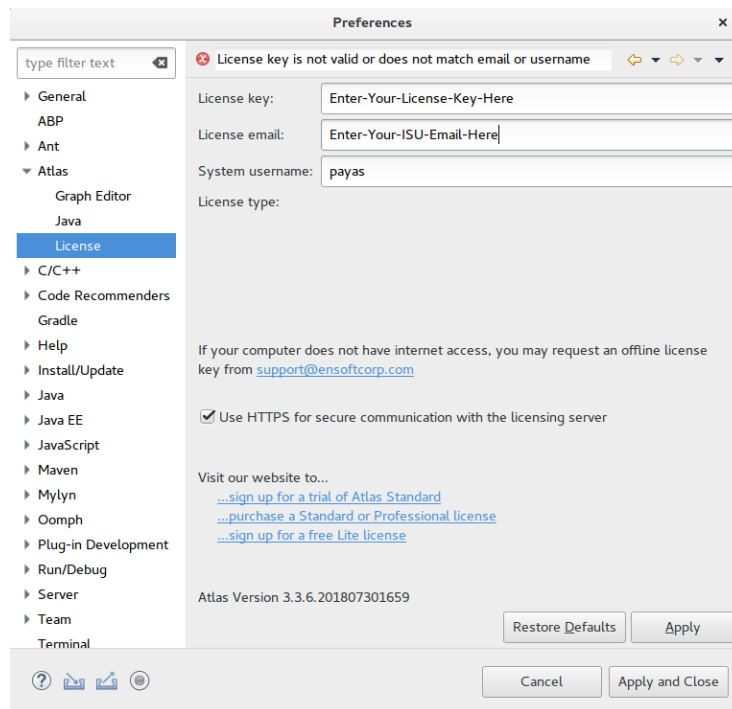 Preferences
type filter text
General
ABP
Ant
Atlas
Graph Editor
Java
License
C/C++
Code Recommenders
Gradle
Help
Install/Update
Java
Java EE
JavaScript
Maven
Mylyn
Oomph
Plug-in Development
Run/Debug
Server
Team
Terminal
License key is not valid or does not match email or username
License key: Enter-Your-License-Key-Here
License email: Enter-Your-ISU-Email-Here
System username: payas
License type:
If your computer does not have internet access, you may request an offline license
key from support@ensoftcorp.com
Use HTTPS for secure communication with the licensing server
Visit our website to...
...sign up for a trial of Atlas Standard
...purchase a Standard or Professional license
...sign up for a free Lite license
Atlas Version 3.3.6.201807301659
Restore Defaults Apply
Cancel Apply and Close